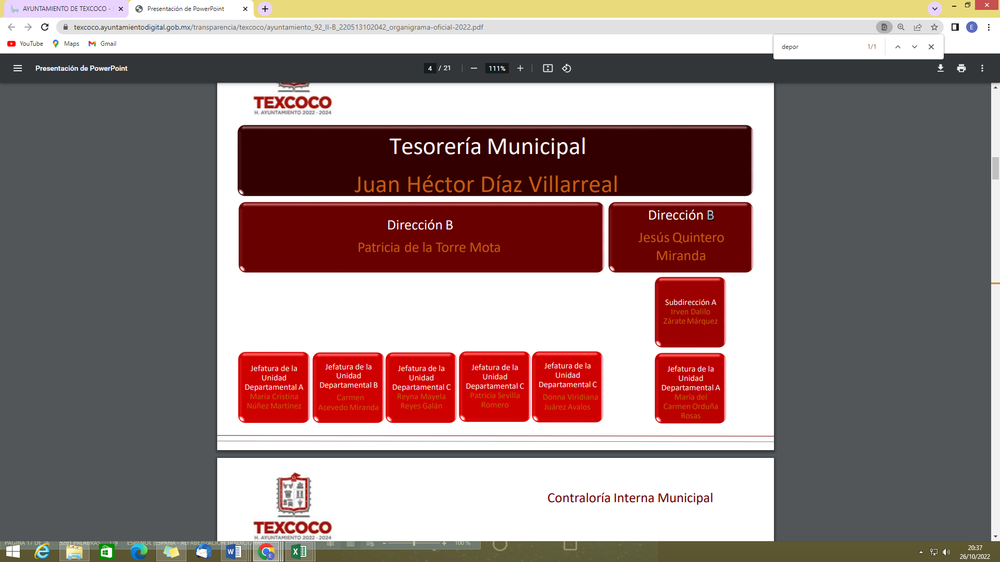 AYUNTAMIENTO DE TEXCOCO -
Presentación de PowerPoint
texcoco.ayuntamientodigital.gob.mx/transparencia/texcoco/ayuntamiento_92_II-B_220513102042_organigrama-oficial-2022.pdf
E
YouTube
Maps
Gmail
depor
1/1
Presentación de PowerPoint
4 / 21
111%
TEXCOCO
H. AYUNTAMIENTO 2022 - 2024
Tesorería Municipal
Juan Héctor Díaz Villarreal
Dirección B
Patricia de la Torre Mota
Dirección B
Jesús Quintero
Miranda
Subdirección A
Irven Dalilo
Zárate Márquez
Jefatura de la
Unidad
Departamental A
María Cristina
Núñez Martínez
Jefatura de la
Unidad
Departamental B
Carmen
Acevedo Miranda
Jefatura de la
Unidad
Departamental C
Reyna Mayela
Reyes Galán
Jefatura de la
Unidad
Departamental C
Patricia Sevilla
Romero
Jefatura de la
Unidad
Departamental C
Donna Viridiana
Juárez Avalos
Jefatura de la
Unidad
Departamental A
María del
Carmen Orduña
Rosas
Contraloría Interna Municipal
TEXCOCO
H. AYUNTAMIENTO 2022 - 2024
PÁGINA 17 DE 26
5281 PALABRAS
ESPAÑOL (ESPAÑA - ALFABETIZACIÓN TRADICIONAL)
100 %
20:37
26/10/2022